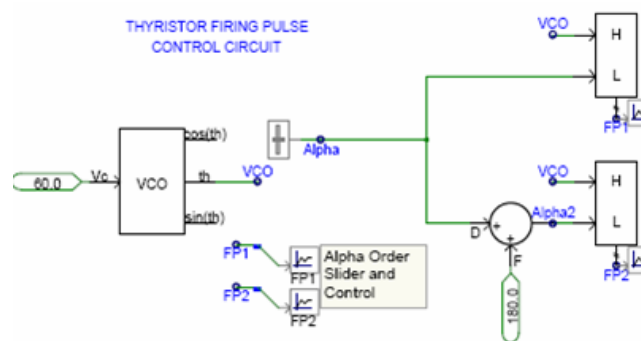 THYRISTOR FIRING PULSE
CONTROL CIRCUIT
VCO
H
L
FP1
cos(th)
Alpha
60.0
Vc
VCO
th
VCO
sin(th)
VCO
H
L
FP2
D
+
+
F
Alpha2
180.0
FP1
FP1
FP2
FP2
Alpha Order
Slider and
Control